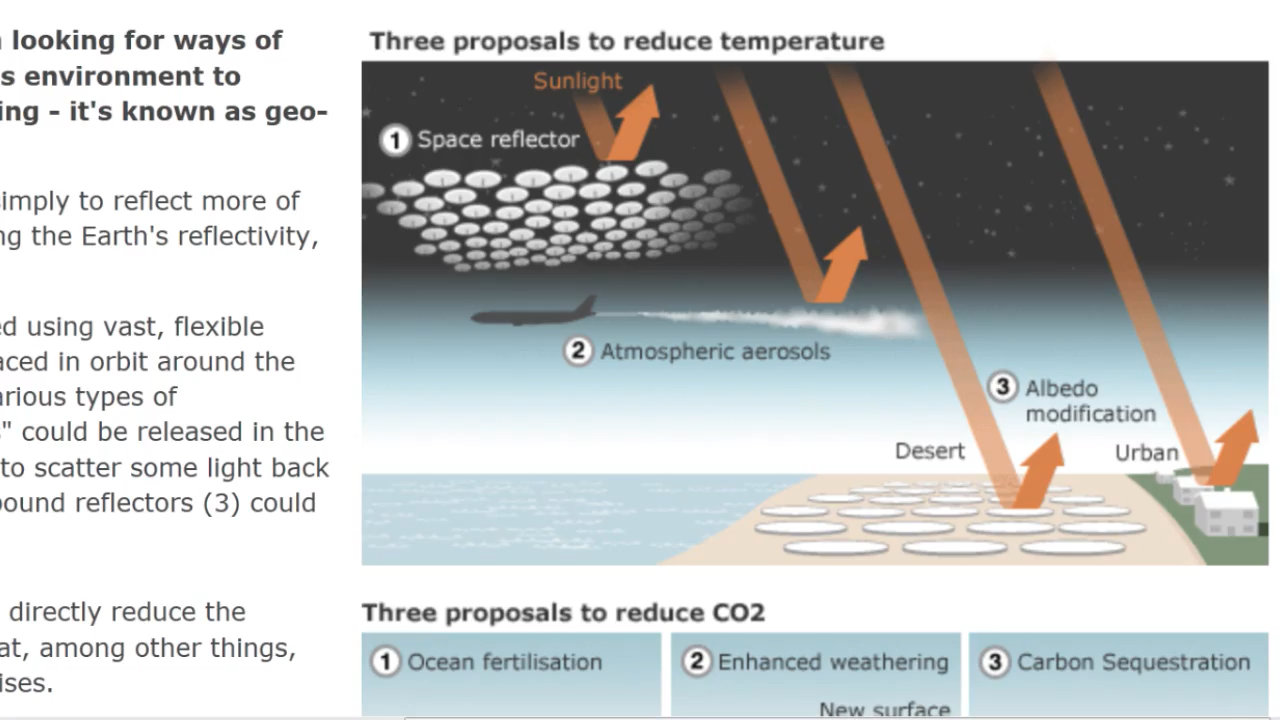 looking for ways of
s environment to
ing - it's known as geo-
simply to reflect more of
ng the Earth's reflectivity,
ed using vast, flexible
aced in orbit around the
arious types of
" could be released in the
to scatter some light back
bound reflectors (3) could
directly reduce the
at, among other things,
ises.
Three proposals to reduce temperature
Sunlight
1 Space reflector
2 Atmospheric aerosols
3 Albedo
modification
Desert
Urban
Three proposals to reduce CO2
1 Ocean fertilisation
2 Enhanced weathering
New surface
3 Carbon Sequestration